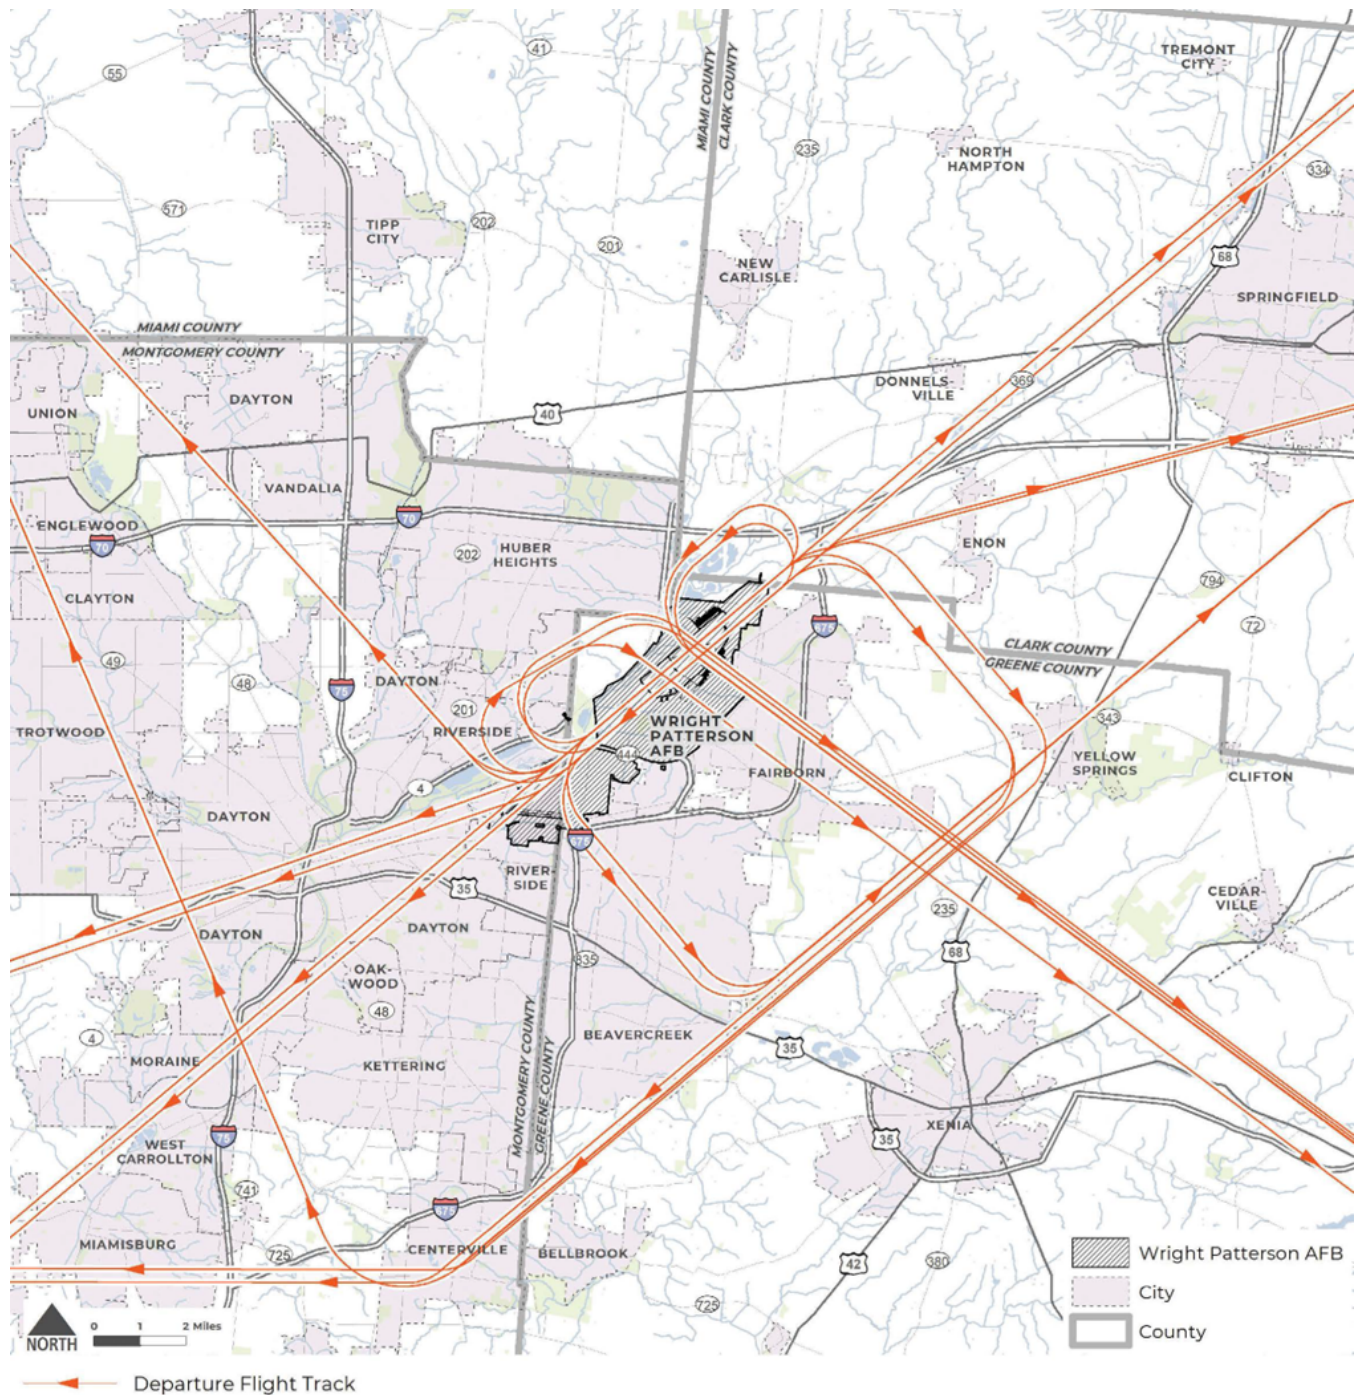 TREMONT
CITY
41
55
MIAMI COUNTY
CLARK COUNTY
235
NORTH
HAMPTON
334
571
TIPP
CITY
202
201
NEW
CARLISLE
68
SPRINGFIELD
MIAMI COUNTY
MONTGOMERY COUNTY
DONNELS-
VILLE
369
UNION
DAYTON
40
VANDALIA
70
ENGLEWOOD
70
202
HUBER
HEIGHTS
ENON
794
CLAYTON
675
72
CLARK COUNTY
GREENE COUNTY
49
48
75
DAYTON
201
RIVERSIDE
TROTWOOD
WRIGHT
PATTERSON
AFB
444
343
YELLOW
SPRINGS
CLIFTON
FAIRBORN
4
DAYTON
675
RIVER-
SIDE
35
CEDAR
VILLE
235
DAYTON
DAYTON
68
835
OAK-
WOOD
48
4
MORAINE
BEAVERCREEK
35
KETTERING
MONTGOMERY COUNTY
GREENE COUNTY
XENIA
35
75
WEST
CARROLLTON
741
675
MIAMISBURG
725
CENTERVILLE
BELLBROOK
42
380
725
Wright Patterson AFB
City
County
NORTH
0 1 2 Miles
Departure Flight Track